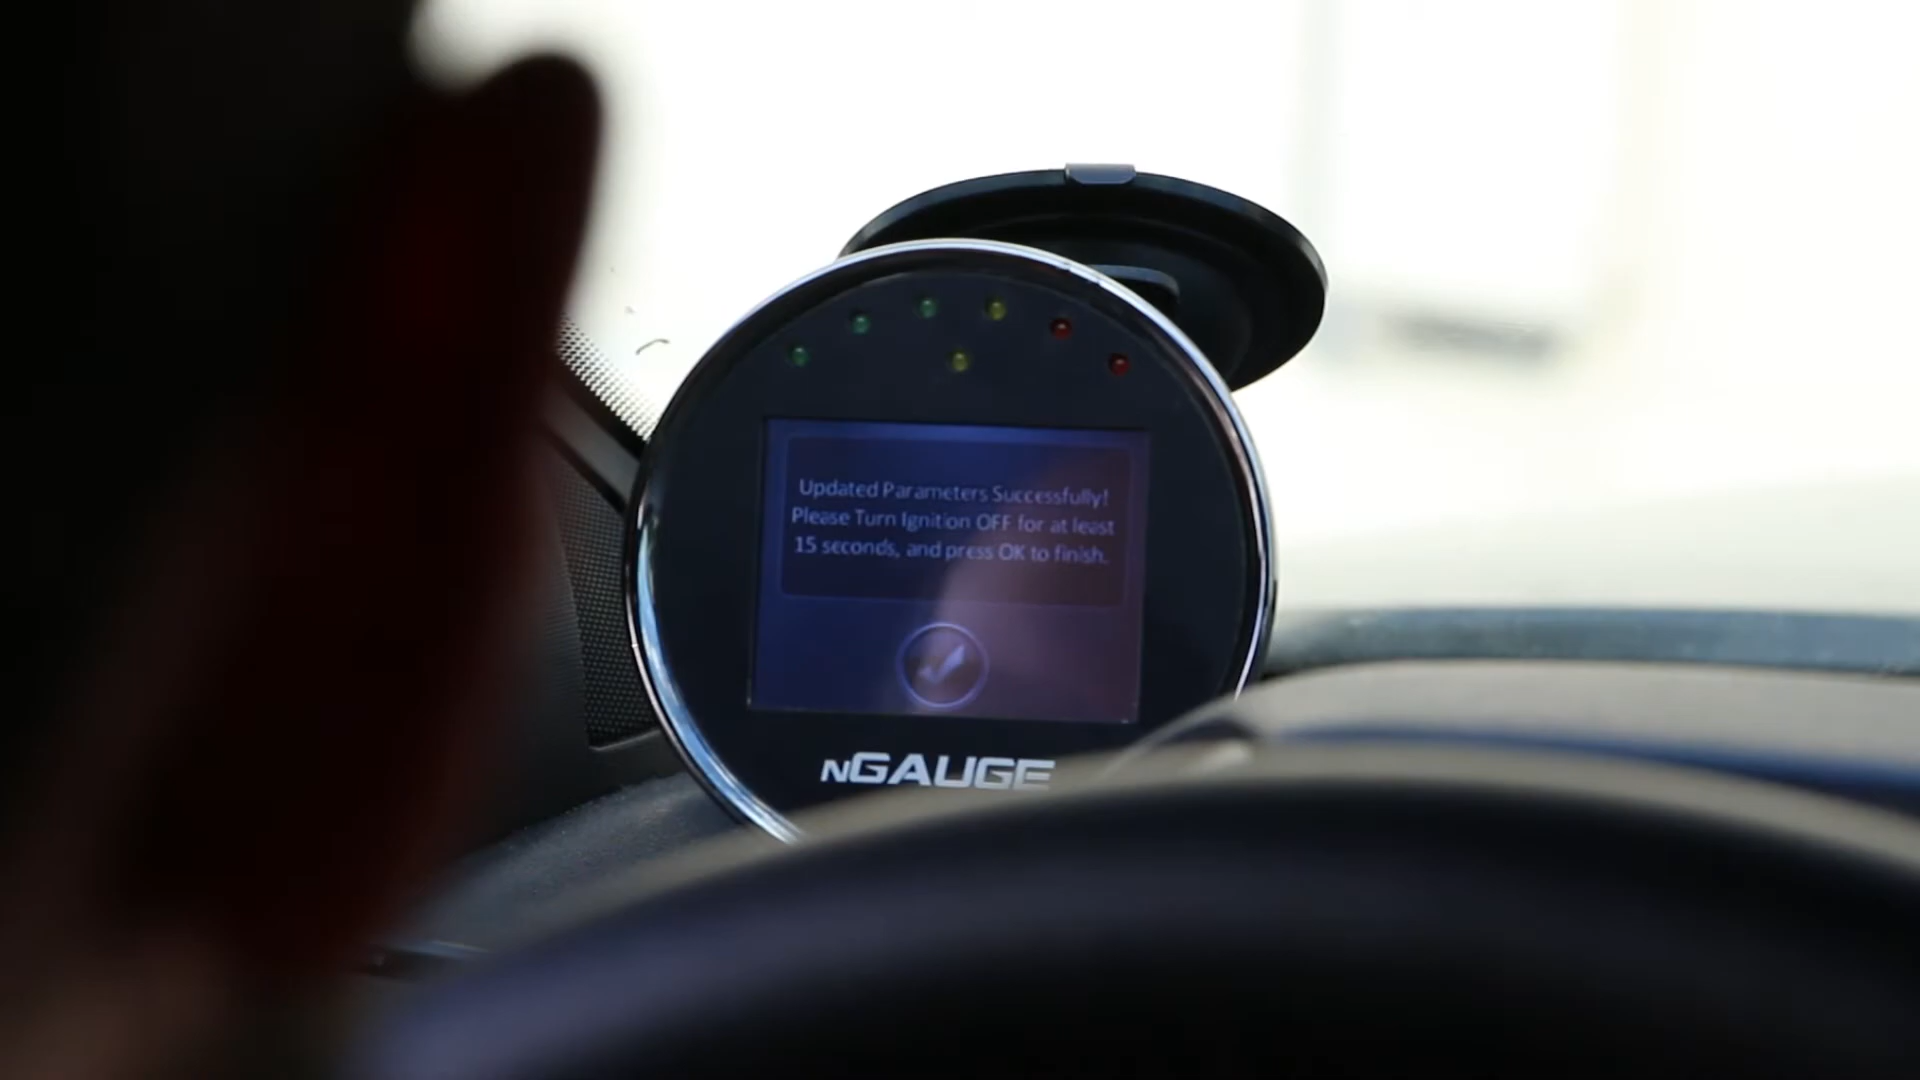 Updated Parameters Successfully!
Please Turn Ignition OFF for at least
15 seconds, and press OK to finish.
nGAUGE